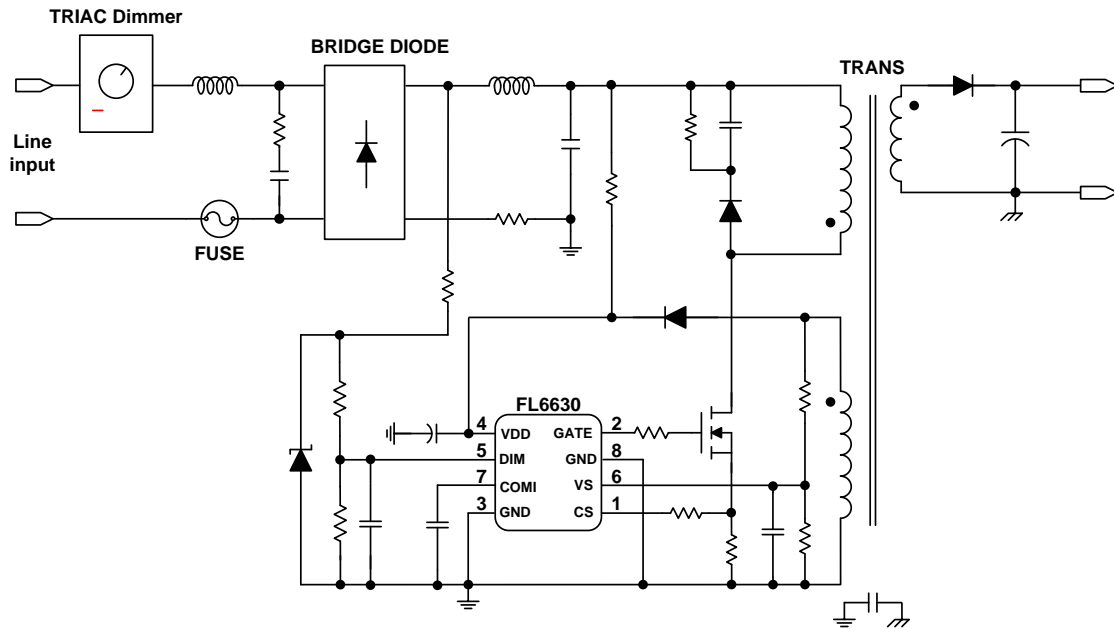 TRIAC Dimmer
BRIDGE DIODE
TRANS
Line
input
FUSE
FL6630
4 VDD GATE 2
5 DIM GND 8
7 COMI VS 6
3 GND CS 1